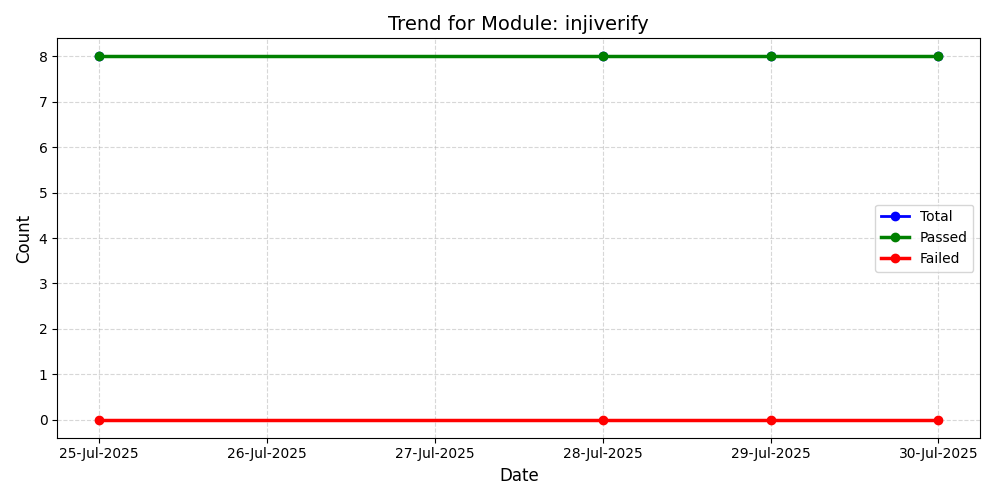 Trend for Module: injiverify
Count
8
7
6
5
4
3
2
1
0
Total
Passed
Failed
25-Jul-2025
26-Jul-2025
27-Jul-2025
28-Jul-2025
29-Jul-2025
30-Jul-2025
Date